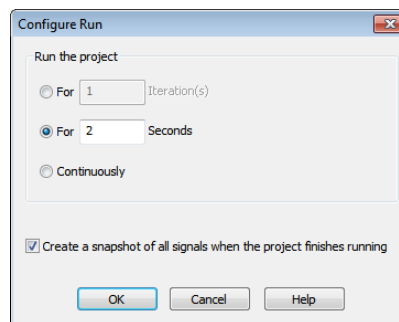 Configure Run
Run the project
For 1 Iteration(s)
For 2 Seconds
Continuously
Create a snapshot of all signals when the project finishes running
OK Cancel Help